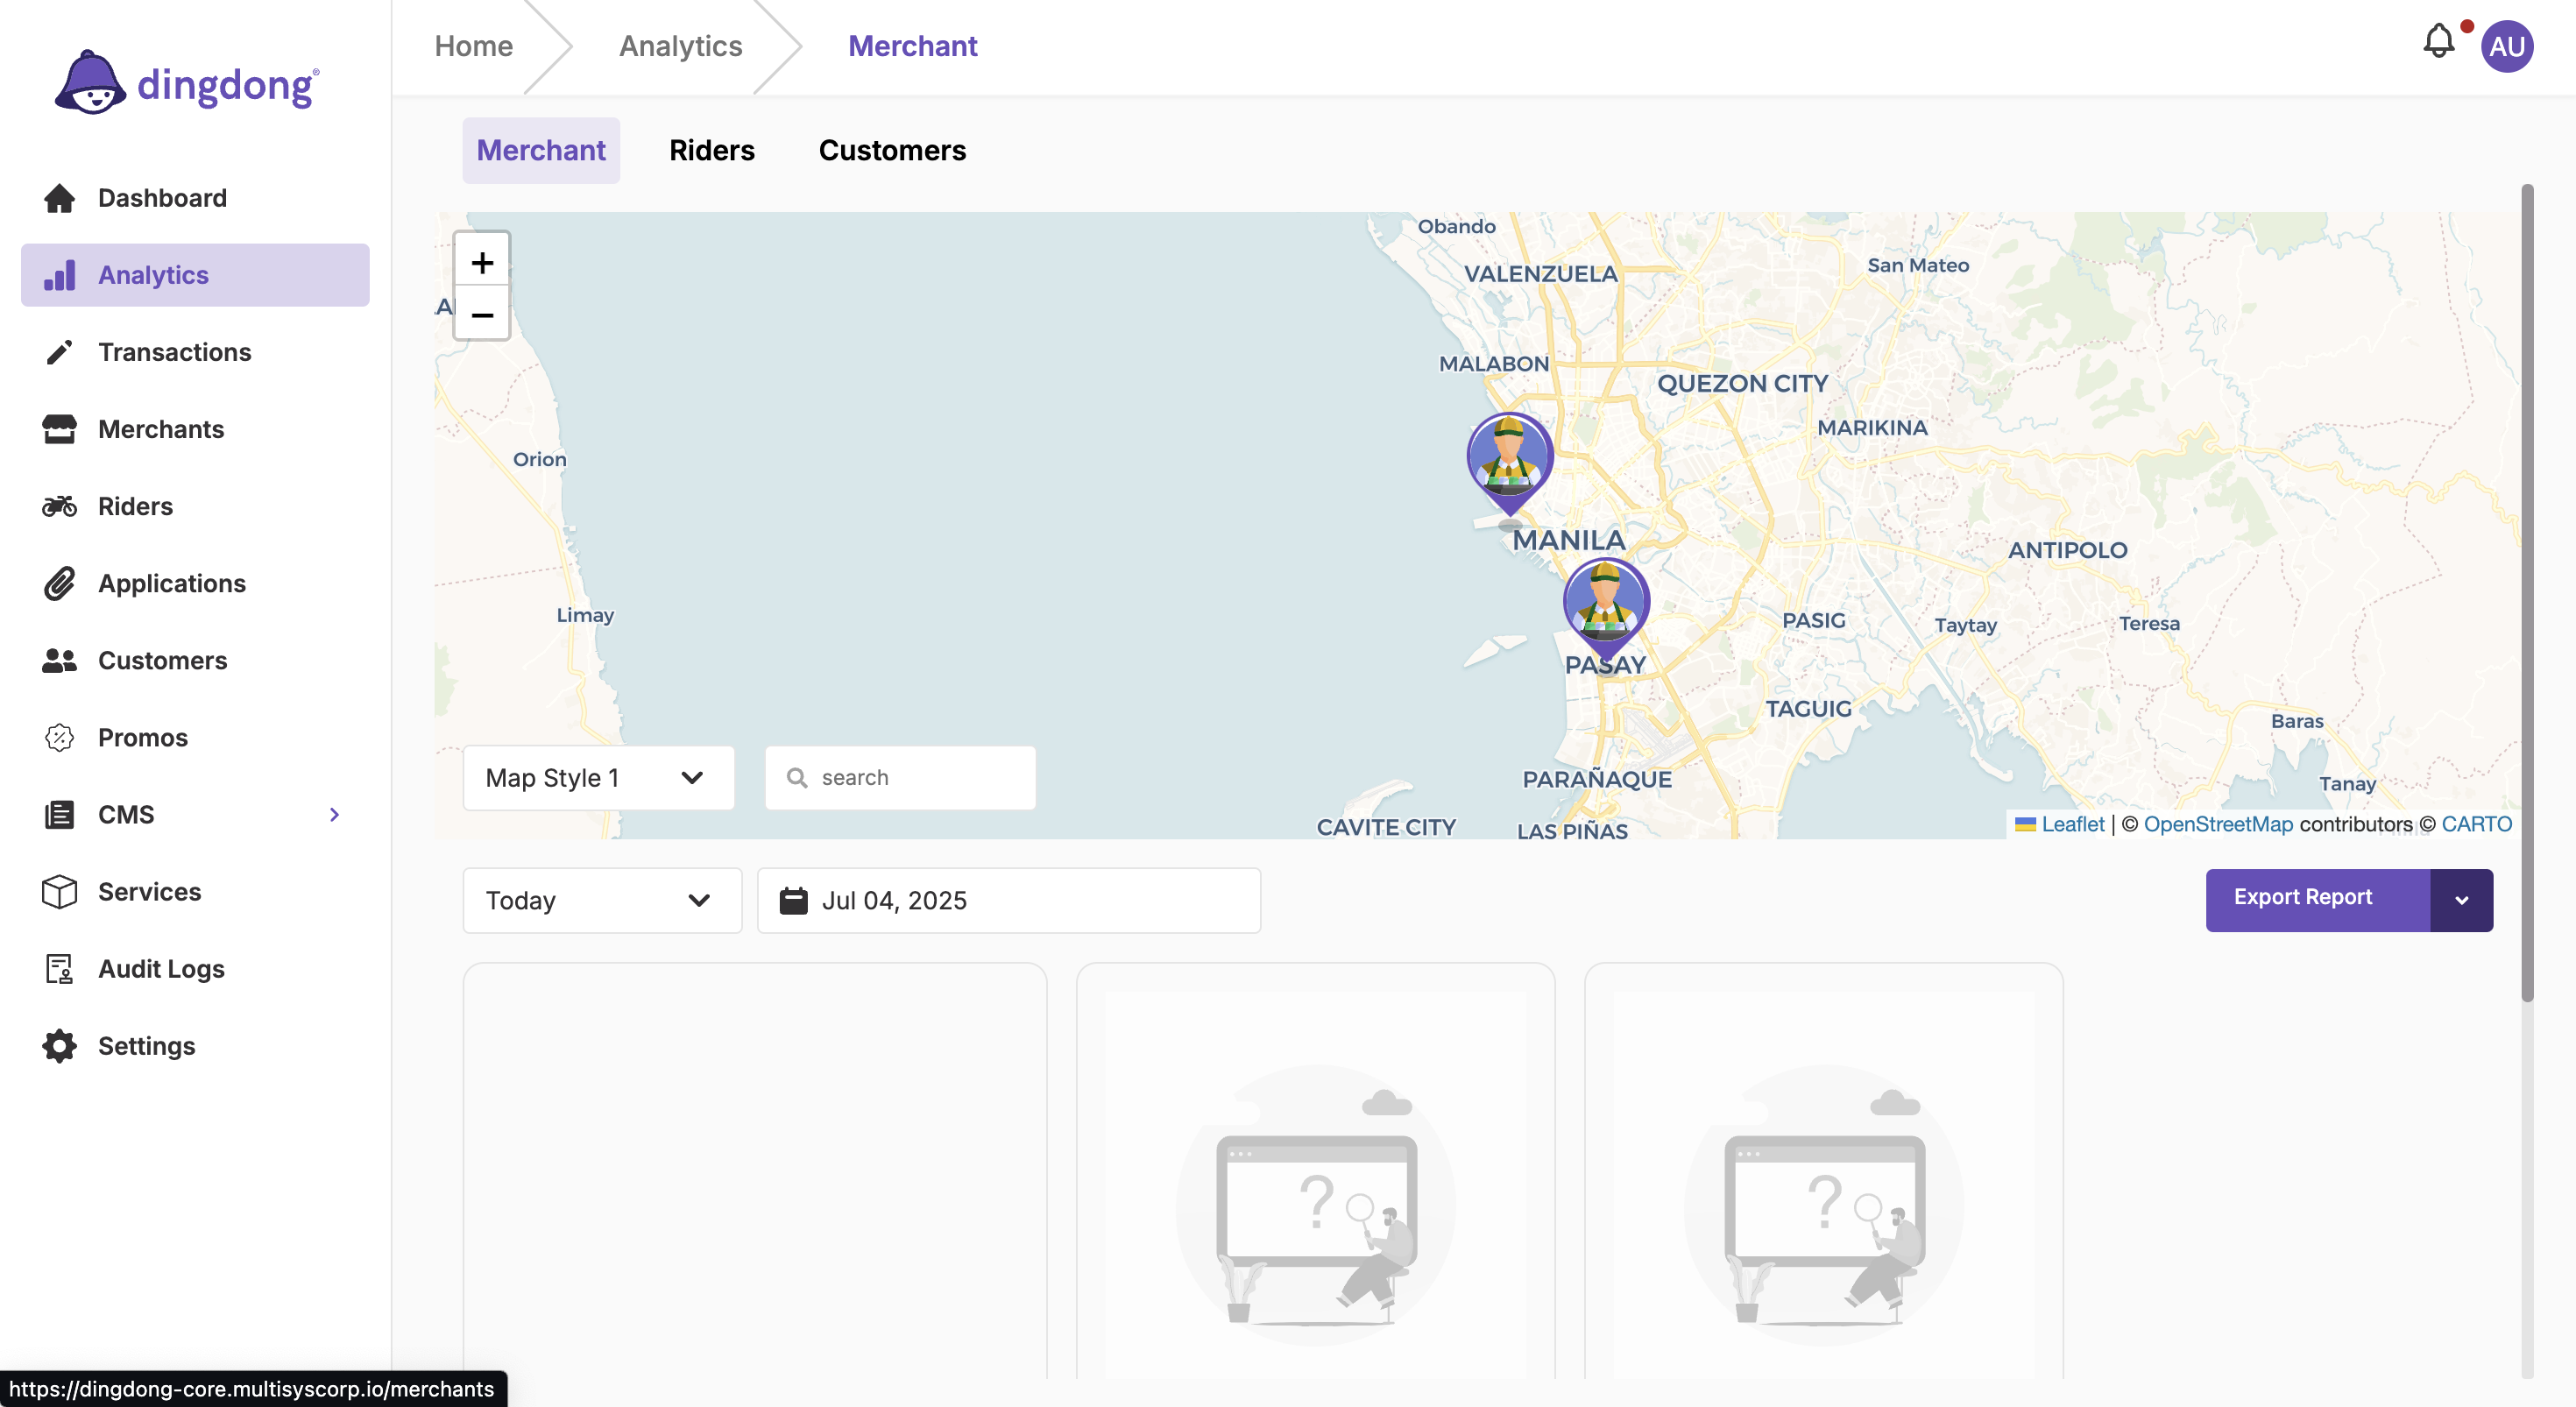 dingdong®
Dashboard
Analytics
Transactions
Merchants
Riders
Applications
Customers
Promos
CMS
Services
Audit Logs
Settings
https://dingdong-core.multisyscorp.io/merchants
Home
Analytics
Merchant
AU
Merchant
Riders
Customers
+
−
Obando
VALENZUELA
San Mateo
MALABON
QUEZON CITY
MARIKINA
Orion
MANILA
ANTIPOLO
Limay
PASIG
Taytay
Teresa
PASAY
TAGUIG
Baras
PARAÑAQUE
Tanay
CAVITE CITY
LAS PIÑAS
Map Style 1
search
Leaflet | © OpenStreetMap contributors © CARTO
Today
Jul 04, 2025
Export Report
?
?